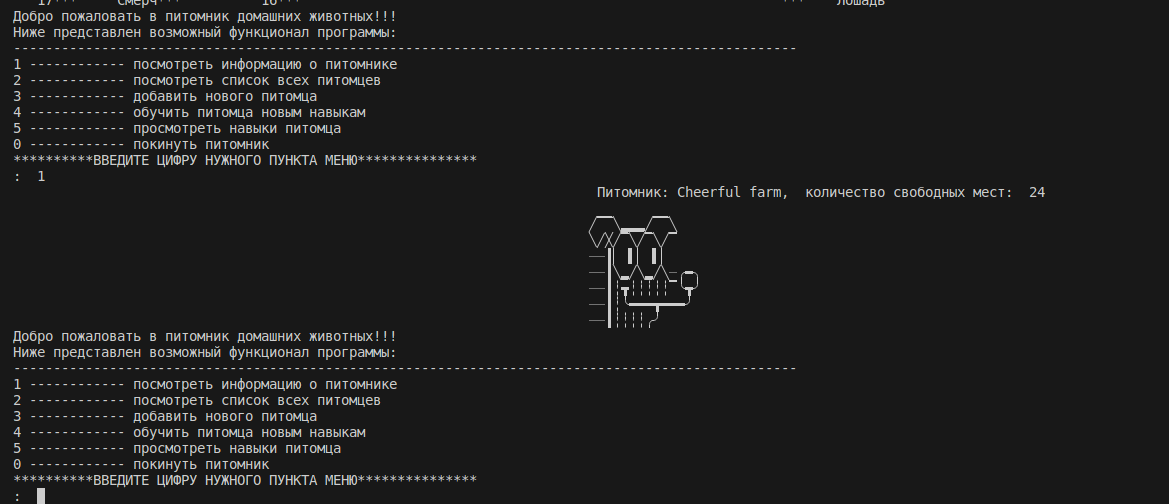 17*** Смерч*** 16*** *** Лошадь
Добро пожаловать в питомник домашних животных!!!
Ниже представлен возможный функционал программы:
--------------------------------------------------------------------------------------------------
1 ------------ посмотреть информацию о питомнике
2 ------------ посмотреть список всех питомцев
3 ------------ добавить нового питомца
4 ------------ обучить питомца новым навыкам
5 ------------ просмотреть навыки питомца
0 ------------ покинуть питомник
**********ВВЕДИТЕ ЦИФРУ НУЖНОГО ПУНКТА МЕНЮ***************
: 1
Питомник: Cheerful farm, количество свободных мест: 24
Добро пожаловать в питомник домашних животных!!!
Ниже представлен возможный функционал программы:
--------------------------------------------------------------------------------------------------
1 ------------ посмотреть информацию о питомнике
2 ------------ посмотреть список всех питомцев
3 ------------ добавить нового питомца
4 ------------ обучить питомца новым навыкам
5 ------------ просмотреть навыки питомца
0 ------------ покинуть питомник
**********ВВЕДИТЕ ЦИФРУ НУЖНОГО ПУНКТА МЕНЮ***************
: